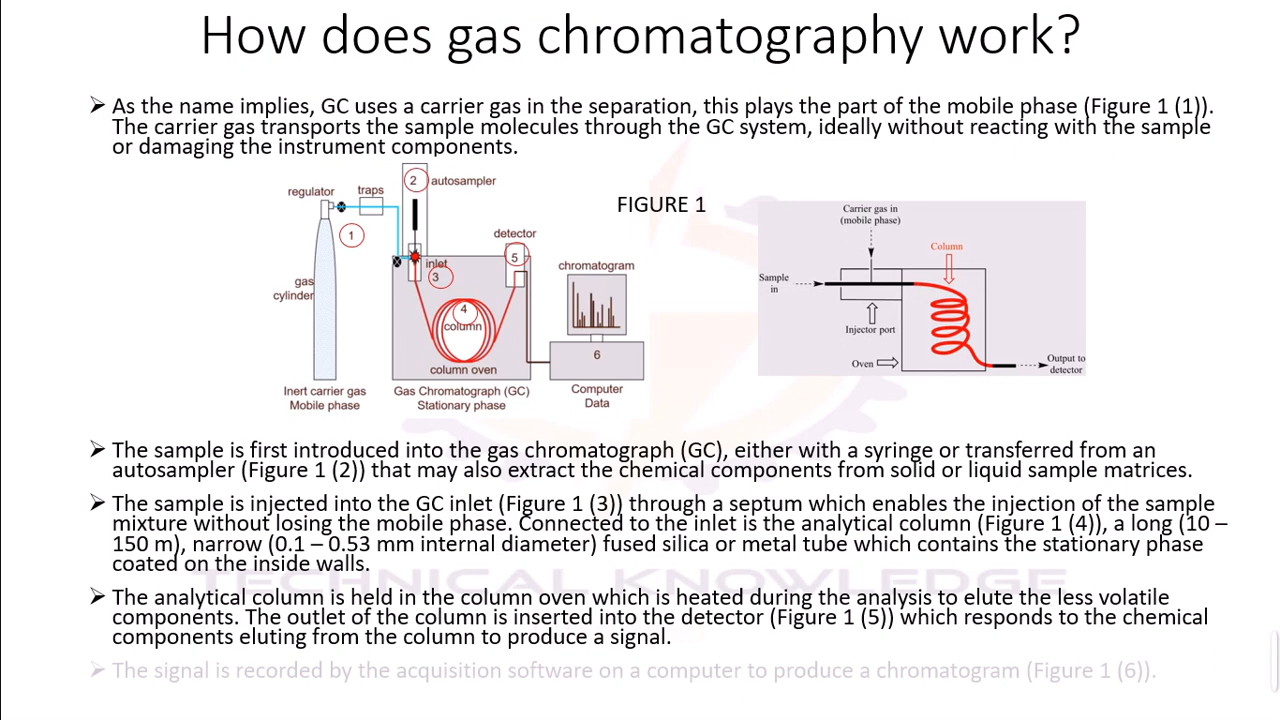 How does gas chromatography work?
➢ As the name implies, GC uses a carrier gas in the separation, this plays the part of the mobile phase (Figure 1 (1)).
The carrier gas transports the sample molecules through the GC system, ideally without reacting with the sample
or damaging the instrument components.
regulator
traps
2
autosampler
1
gas
cylinder
inlet
3
detector
5
4
column
column oven
chromatogram
6
Inert carrier gas
Mobile phase
Gas Chromatograph (GC)
Stationary phase
Computer
Data
FIGURE 1
Carrier gas in
(mobile phase)
Column
Sample
in
Injector port
Oven
Output to
detector
➢ The sample is first introduced into the gas chromatograph (GC), either with a syringe or transferred from an
autosampler (Figure 1 (2)) that may also extract the chemical components from solid or liquid sample matrices.
➢ The sample is injected into the GC inlet (Figure 1 (3)) through a septum which enables the injection of the sample
mixture without losing the mobile phase. Connected to the inlet is the analytical column (Figure 1 (4)), a long (10 –
150 m), narrow (0.1 – 0.53 mm internal diameter) fused silica or metal tube which contains the stationary phase
coated on the inside walls.
TECHNICAL KNOWLEDGE
➢ The analytical column is held in the column oven which is heated during the analysis to elute the less volatile
components. The outlet of the column is inserted into the detector (Figure 1 (5)) which responds to the chemical
components eluting from the column to produce a signal.
➢ The signal is recorded by the acquisition software on a computer to produce a chromatogram (Figure 1 (6)).